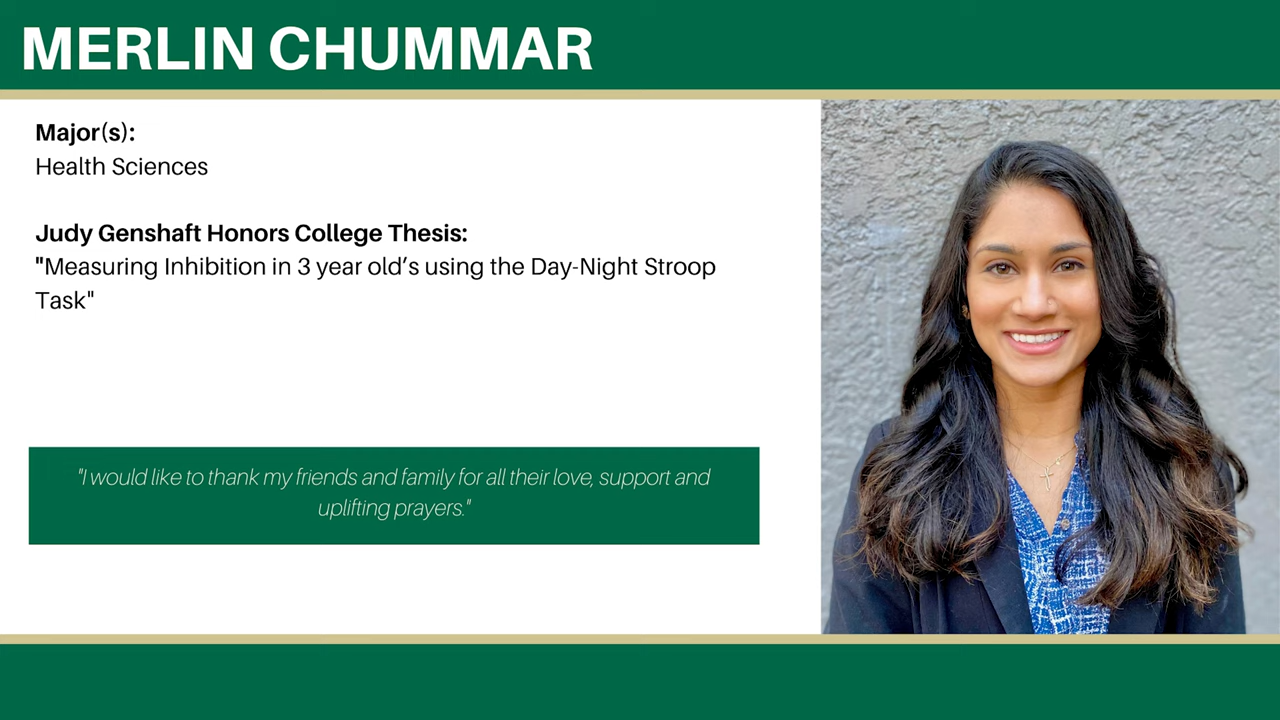 MERLIN CHUMMAR
Major(s):
Health Sciences
Judy Genshaft Honors College Thesis:
"Measuring Inhibition in 3 year old’s using the Day-Night Stroop
Task"
"I would like to thank my friends and family for all their love, support and
uplifting prayers."